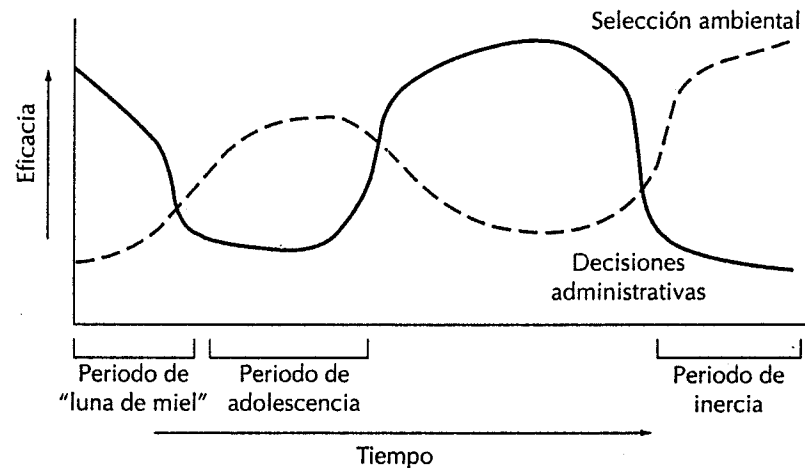 Selección ambiental
Eficacia
Decisiones
administrativas
Periodo de
"luna de miel"
Periodo de
adolescencia
Periodo de
inercia
Tiempo